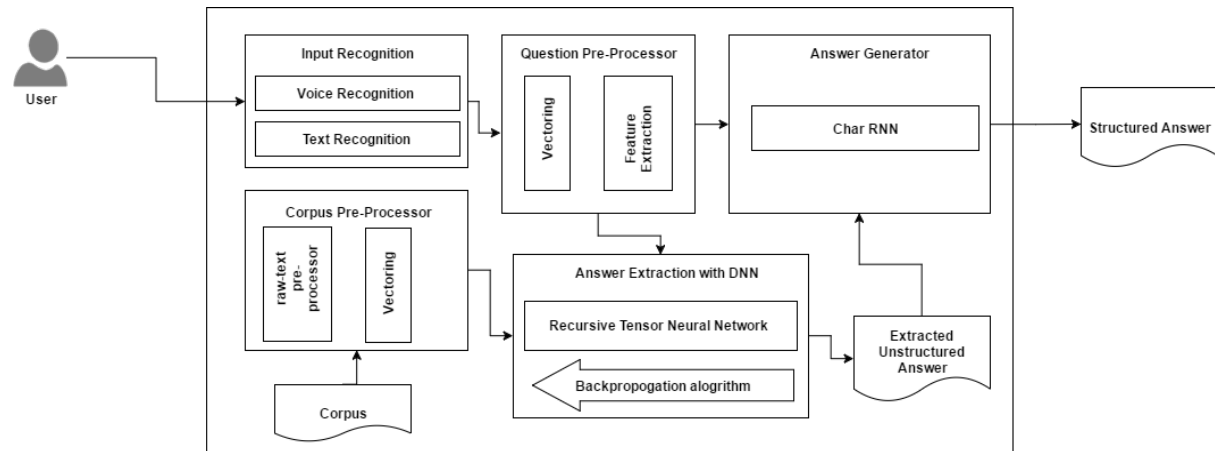 User
Input Recognition
Voice Recognition
Text Recognition
Question Pre-Processor
Vectoring
Feature
Extraction
Answer Generator
Char RNN
Structured Answer
Corpus Pre-Processor
raw-text
pre-
processor
Vectoring
Corpus
Answer Extraction with DNN
Recursive Tensor Neural Network
Backpropogation alogrithm
Extracted
Unstructured
Answer